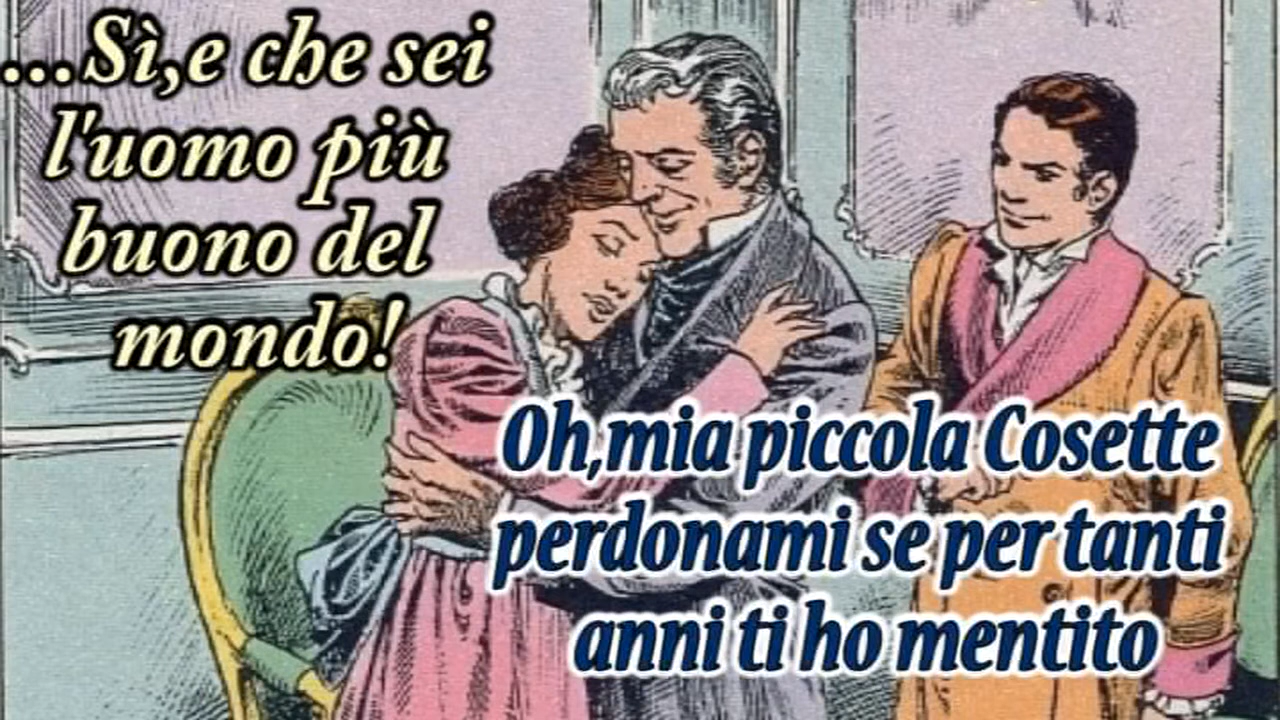 ...Sì,e che sei
l'uomo più
buono del
mondo!
Oh,mia piccola Cosette
perdonami se per tanti
anni ti ho mentito